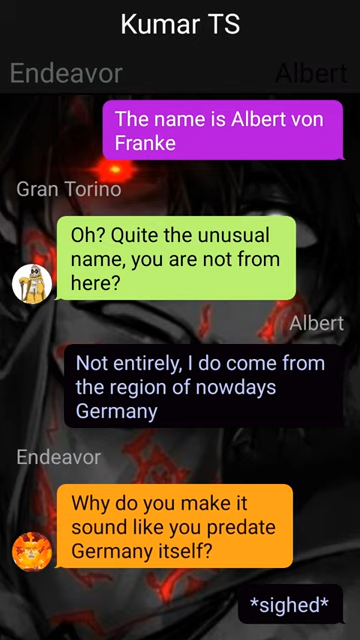 Kumar TS
Endeavor
Albert
The name is Albert von
Franke
Gran Torino
Oh? Quite the unusual
name, you are not from
here?
Albert
Not entirely, I do come from
the region of nowdays
Germany
Endeavor
Why do you make it
sound like you predate
Germany itself?
*sighed*